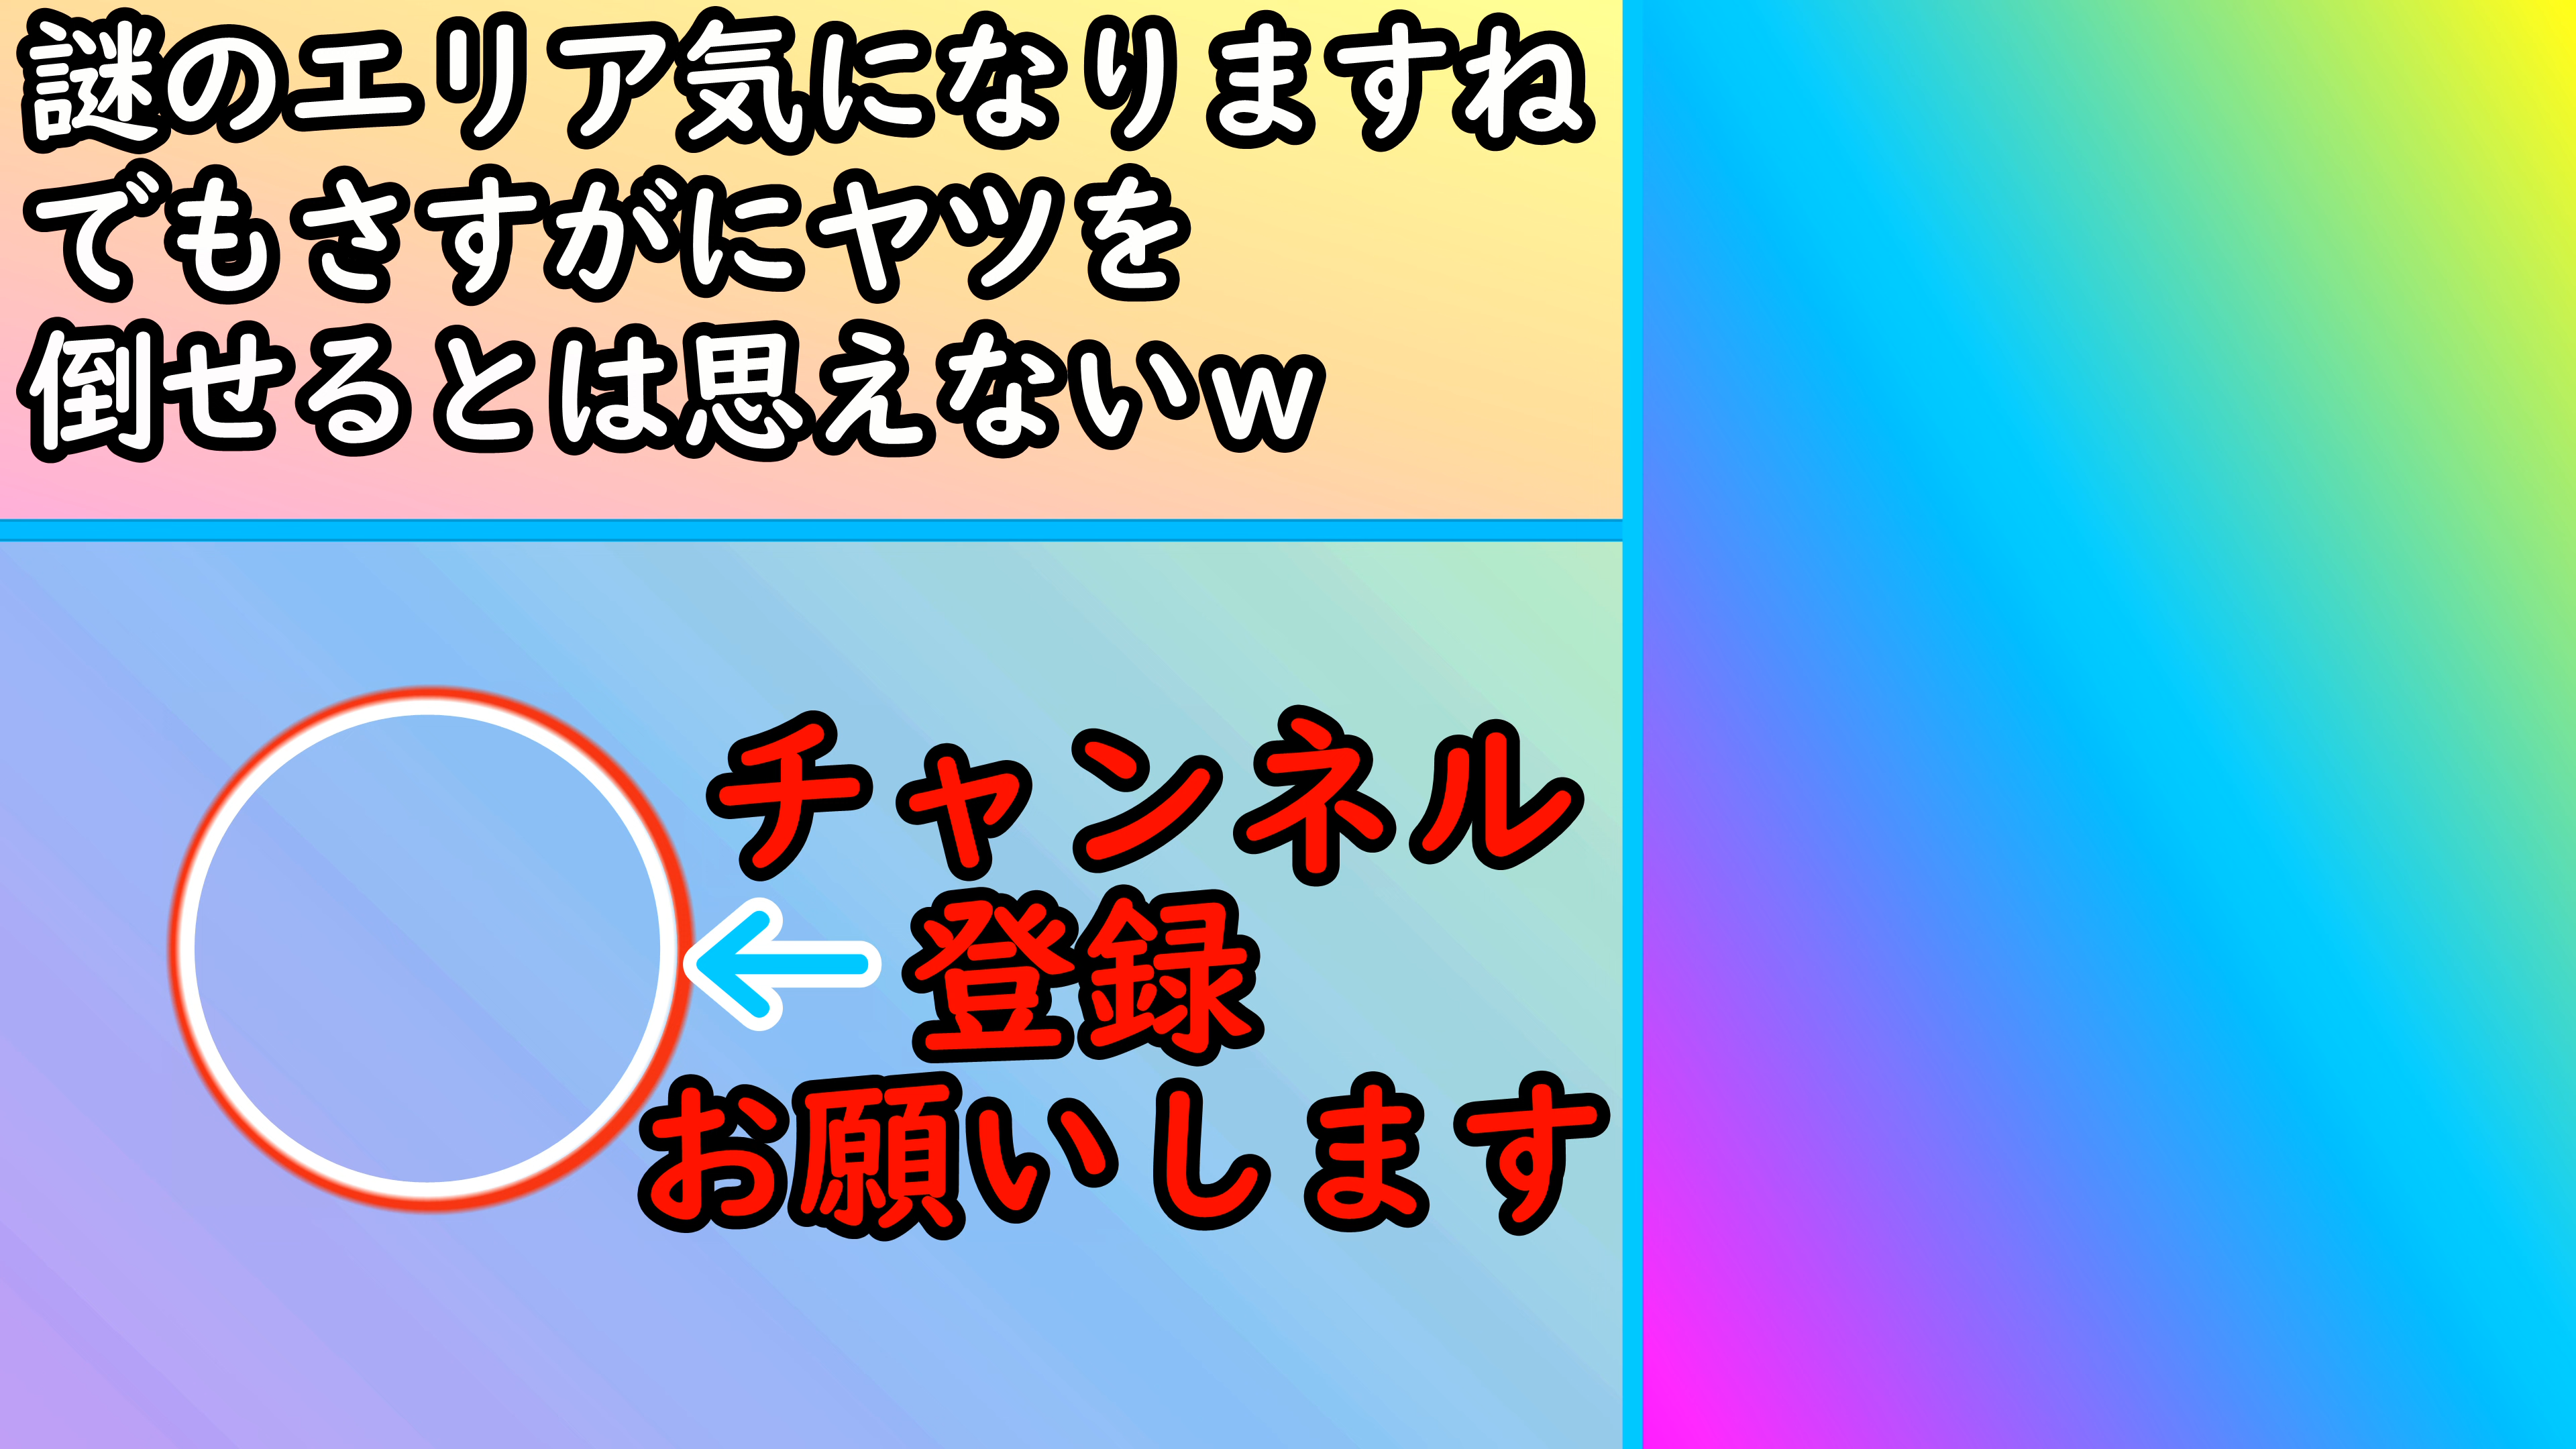 謎のエリア気になりますね
でもさすがにヤツを
倒せるとは思えないw
チャンネル
登録
お願いします